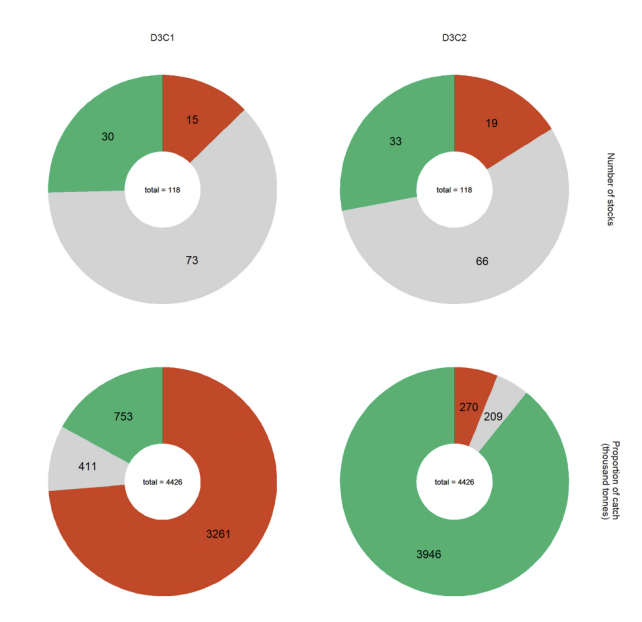 D3C1
D3C2
30
15
total = 118
73
33
19
total = 118
66
Number of stocks
753
411
total = 4426
3261
270
209
total = 4426
3946
Proportion of catch
(thousand tonnes)